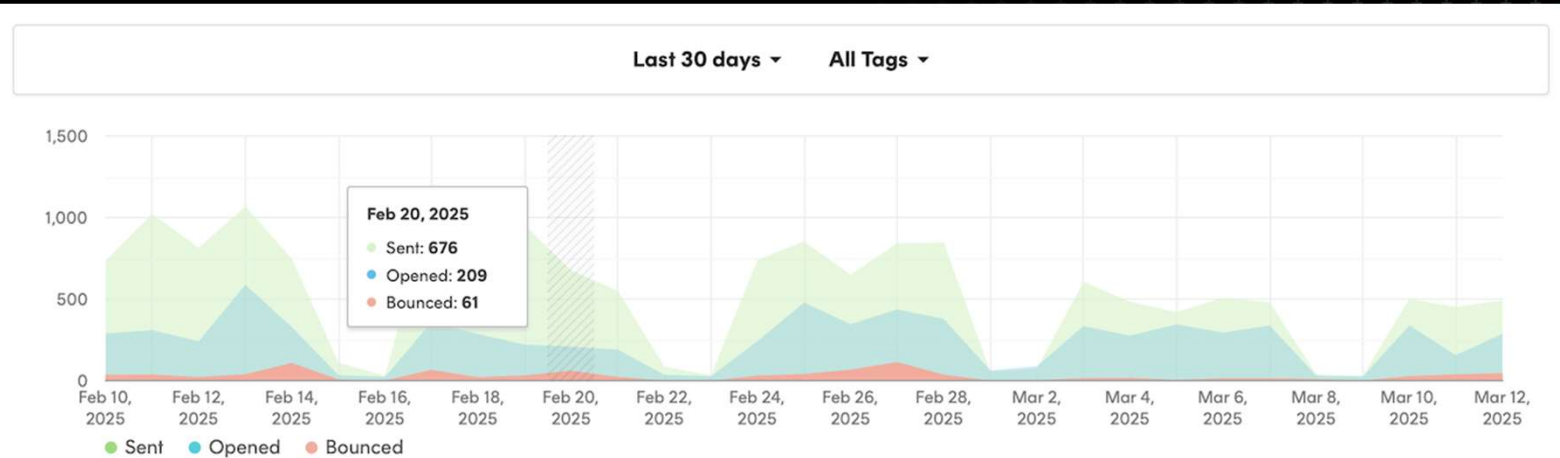 Last 30 days All Tags
1,500
1,000
500
0
Feb 20, 2025
Sent: 676
Opened: 209
Bounced: 61
Feb 10, 2025
Feb 12, 2025
Feb 14, 2025
Feb 16, 2025
Feb 18, 2025
Feb 20, 2025
Feb 22, 2025
Feb 24, 2025
Feb 26, 2025
Feb 28, 2025
Mar 2, 2025
Mar 4, 2025
Mar 6, 2025
Mar 8, 2025
Mar 10, 2025
Mar 12, 2025
Sent Opened Bounced